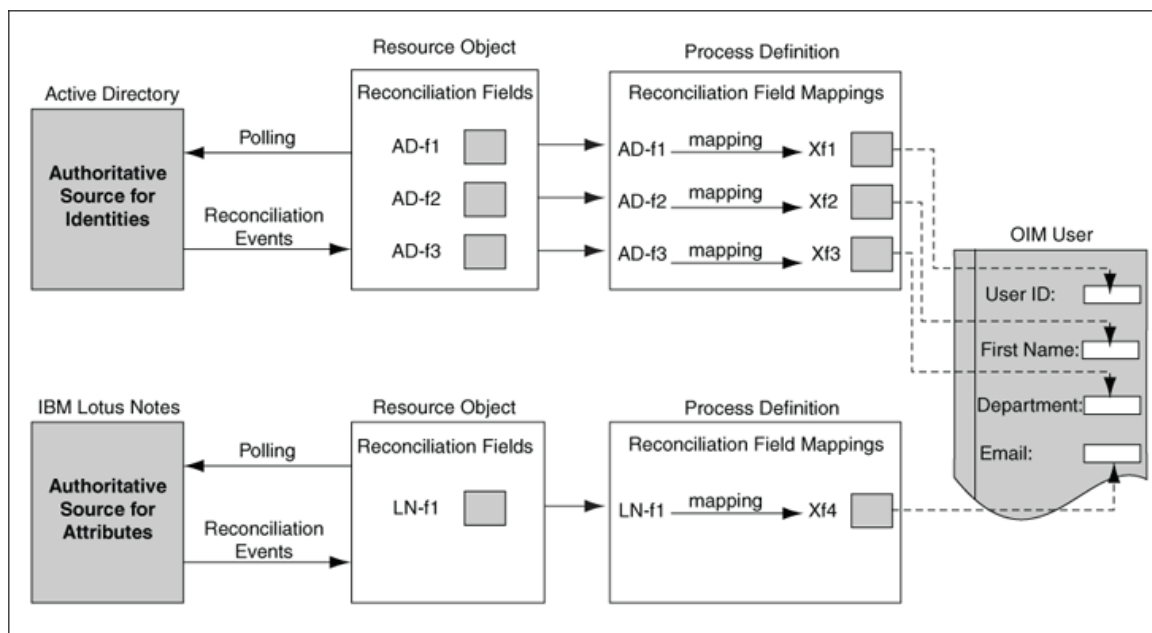 Resource Object
Process Definition
Active Directory
Reconciliation Fields
Reconciliation Field Mappings
Authoritative
Source for
Identities
Polling
Reconciliation
Events
AD-f1
AD-f2
AD-f3
AD-f1 mapping Xf1
AD-f2 mapping Xf2
AD-f3 mapping Xf3
OIM User
User ID:
First Name:
Department:
Email:
IBM Lotus Notes
Resource Object
Process Definition
Reconciliation Fields
Reconciliation Field Mappings
Authoritative
Source for
Attributes
Polling
Reconciliation
Events
LN-f1
LN-f1 mapping Xf4